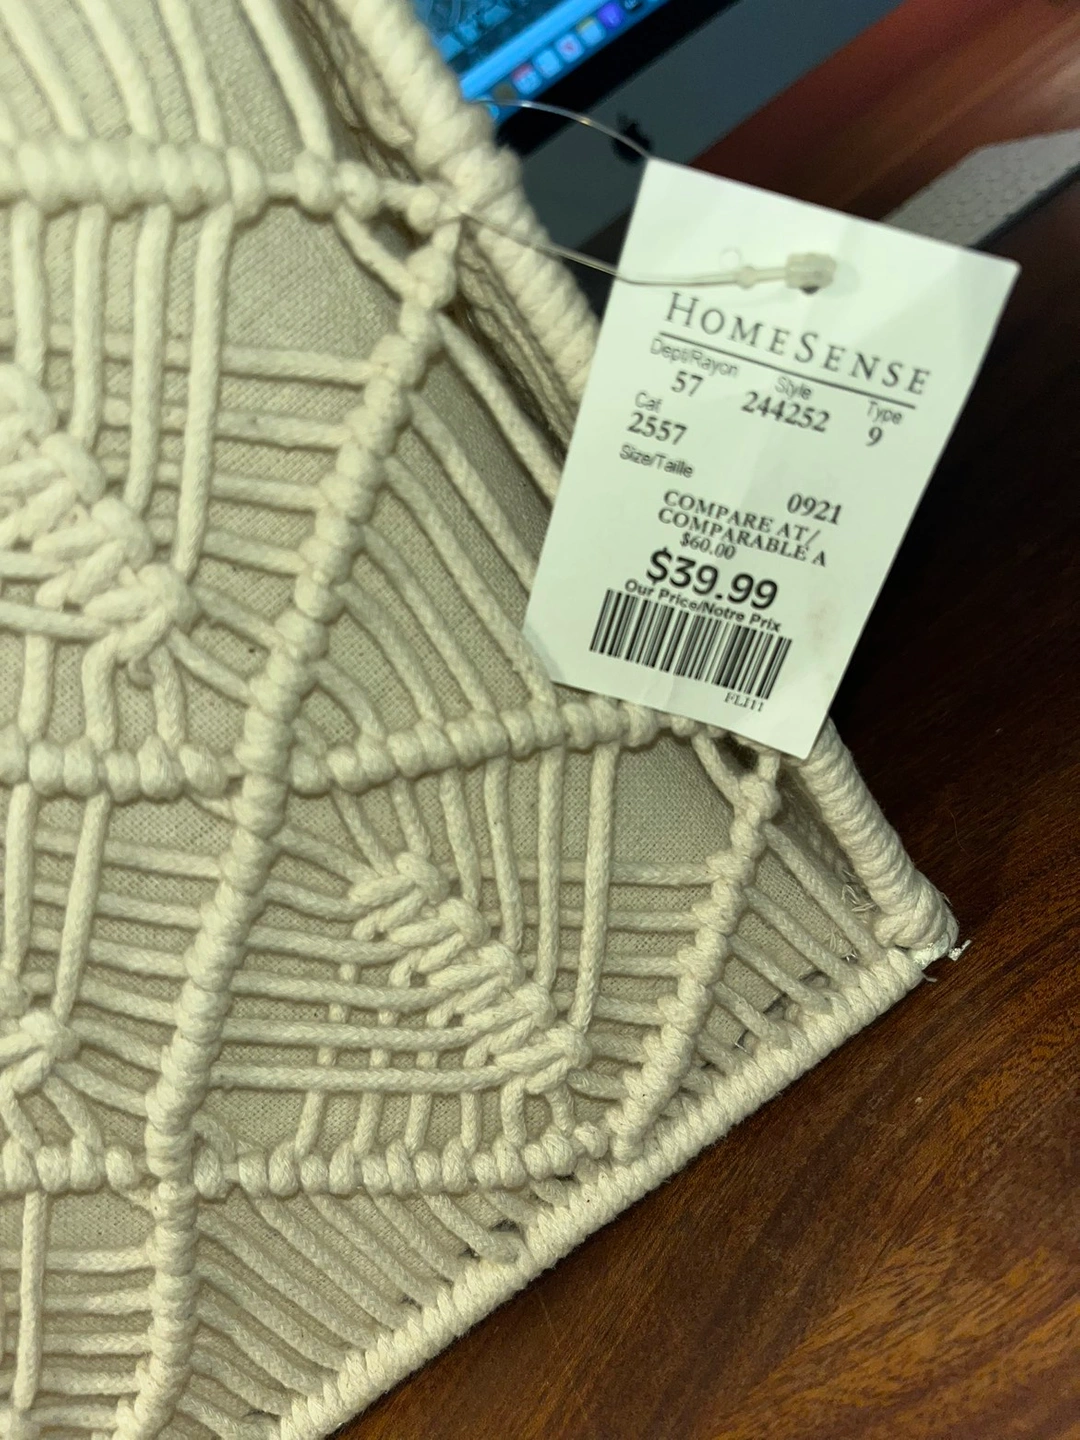 HOMESENSE
Dept/Rayon Style Type
57 244252 9
Cat
2557
Size/Taille
0921
COMPARE AT/
COMPARABLE A
$60.00
$39.99
Our Price/Notre Prix
FLJ11